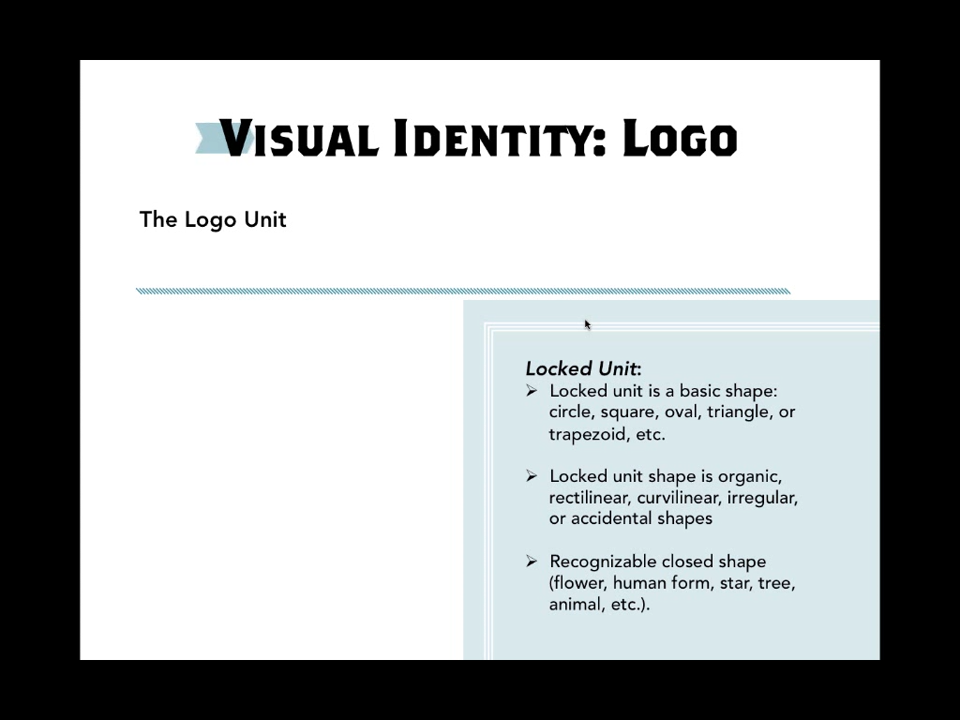 Visual Identity: Logo
The Logo Unit
Locked Unit:
➢ Locked unit is a basic shape:
circle, square, oval, triangle, or
trapezoid, etc.
➢ Locked unit shape is organic,
rectilinear, curvilinear, irregular,
or accidental shapes
➢ Recognizable closed shape
(flower, human form, star, tree,
animal, etc.).